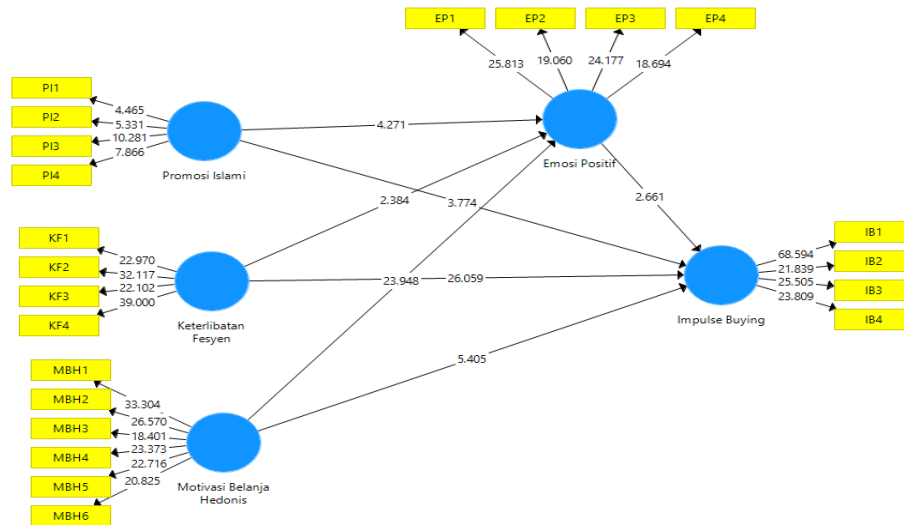 EP1
EP2
EP3
EP4
25.813
19.060
24.177
18.694
PI1
PI2
PI3
PI4
4.465
5.331
10.281
7.866
Promosi Islami
4.271
Emosi Positif
2.384
3.774
2.661
KF1
KF2
KF3
KF4
22.970
32.117
22.102
39.000
Keterlibatan
Fesyen
23.948
26.059
IB1
IB2
IB3
IB4
68.594
21.839
25.505
23.809
Impulse Buying
5.405
MBH1
MBH2
MBH3
MBH4
MBH5
MBH6
33.304
26.570
18.401
23.373
22.716
20.825
Motivasi Belanja
Hedonis